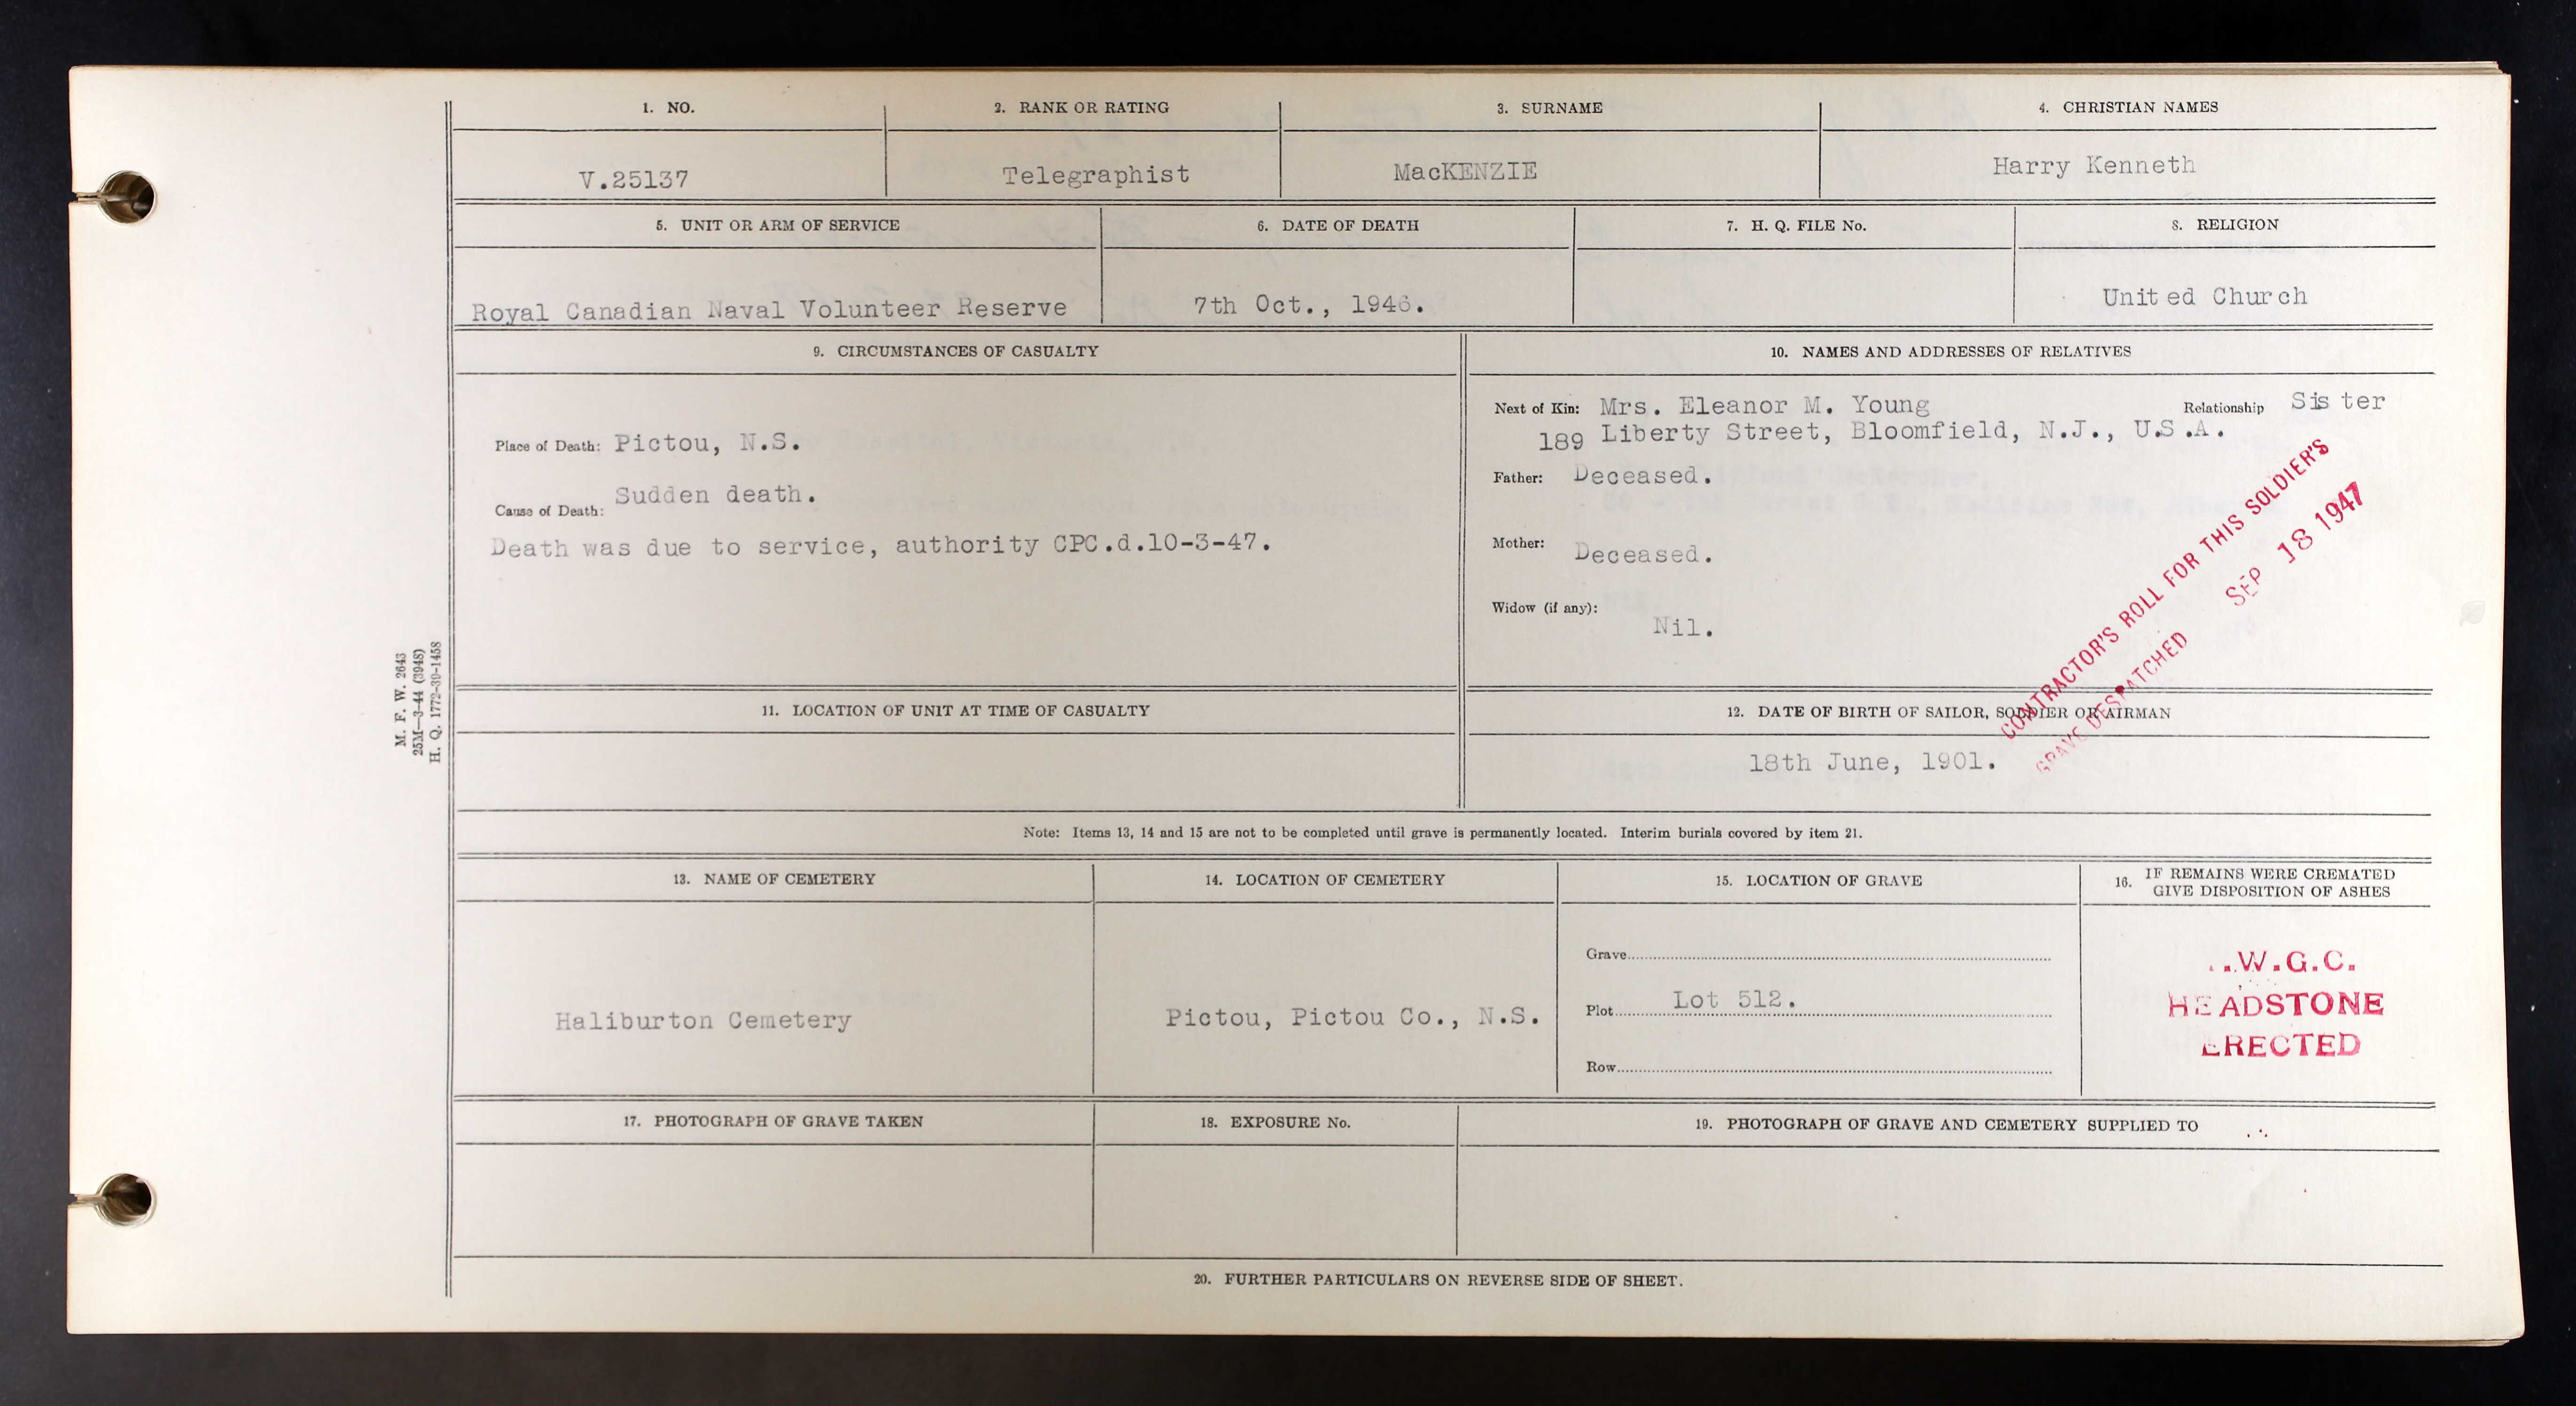 1. NO.
2. RANK OR RATING
3. SURNAME
4. CHRISTIAN NAMES
V.25137
Telegraphist
MacKENZIE
Harry Kenneth
5. UNIT OR ARM OF SERVICE
6. DATE OF DEATH
7. H. Q. FILE No.
8. RELIGION
Royal Canadian Naval Volunteer Reserve
7th Oct., 1946.
United Church
9. CIRCUMSTANCES OF CASUALTY
10. NAMES AND ADDRESSES OF RELATIVES
Place of Death: Pictou, N.S.
Cause of Death: Sudden death.
Death was due to service, authority CPC.d.10-3-47.
Next of Kin: Mrs. Eleanor M. Young Relationship Sister
189 Liberty Street, Bloomfield, N.J., U.S.A.
Father: Deceased.
Mother: Deceased.
Widow (if any):
Nil.
CONTRACTOR'S ROLL FOR THIS SOLDIER'S
GRAVE DESPATCHED SEP 18 1947
M. F. W. 2643
25M—3-44 (3948)
H. Q. 1772-39-1458
11. LOCATION OF UNIT AT TIME OF CASUALTY
12. DATE OF BIRTH OF SAILOR, SOLDIER OR AIRMAN
18th June, 1901.
Note: Items 13, 14 and 15 are not to be completed until grave is permanently located. Interim burials covered by item 21.
13. NAME OF CEMETERY
14. LOCATION OF CEMETERY
15. LOCATION OF GRAVE
16. IF REMAINS WERE CREMATED
GIVE DISPOSITION OF ASHES
Haliburton Cemetery
Pictou, Pictou Co., N.S.
Grave
Plot Lot 512.
Row
.W.G.C.
HEADSTONE
ERECTED
17. PHOTOGRAPH OF GRAVE TAKEN
18. EXPOSURE No.
19. PHOTOGRAPH OF GRAVE AND CEMETERY SUPPLIED TO
20. FURTHER PARTICULARS ON REVERSE SIDE OF SHEET.